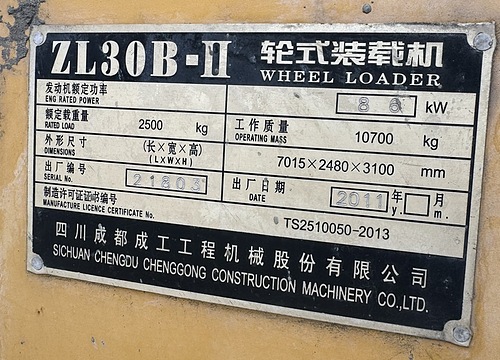 ZL30B-II 轮式装载机
WHEEL LOADER
发动机额定功率
ENG RATED POWER 86 kW
额定载重量 工作质量
RATED LOAD 2500 kg OPERATING MASS 10700 kg
外形尺寸 (长×宽×高)
DIMENSIONS (L×W×H) 7015×2480×3100 mm
出厂编号 出厂日期
SERIAL No. 21803 DATE 2011 年 y. 月 m.
制造许可证证书编号
MANUFACTURE LICENCE CERTIFICATE No. TS2510050-2013
四川成都成工工程机械股份有限公司
SICHUAN CHENGDU CHENGGONG CONSTRUCTION MACHINERY CO.,LTD.